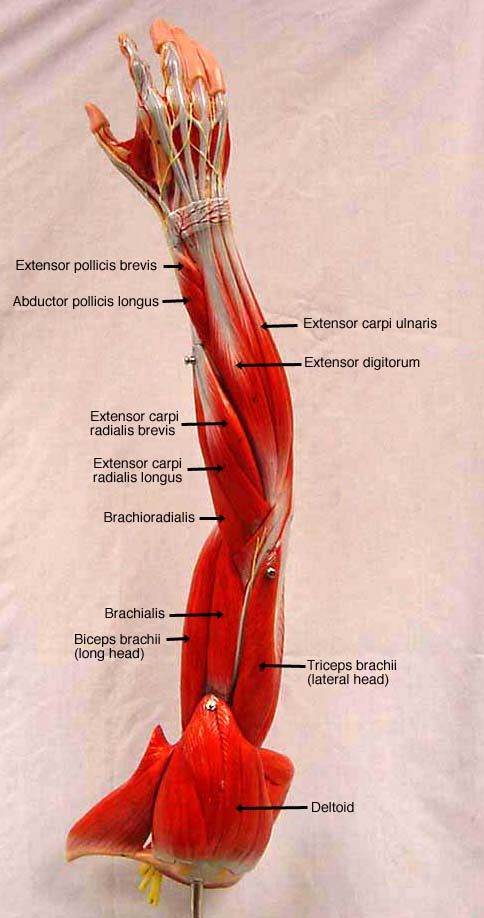 Extensor pollicis brevis
Abductor pollicis longus
Extensor carpi ulnaris
Extensor digitorum
Extensor carpi
radialis brevis
Extensor carpi
radialis longus
Brachioradialis
Brachialis
Biceps brachii
(long head)
Triceps brachii
(lateral head)
Deltoid